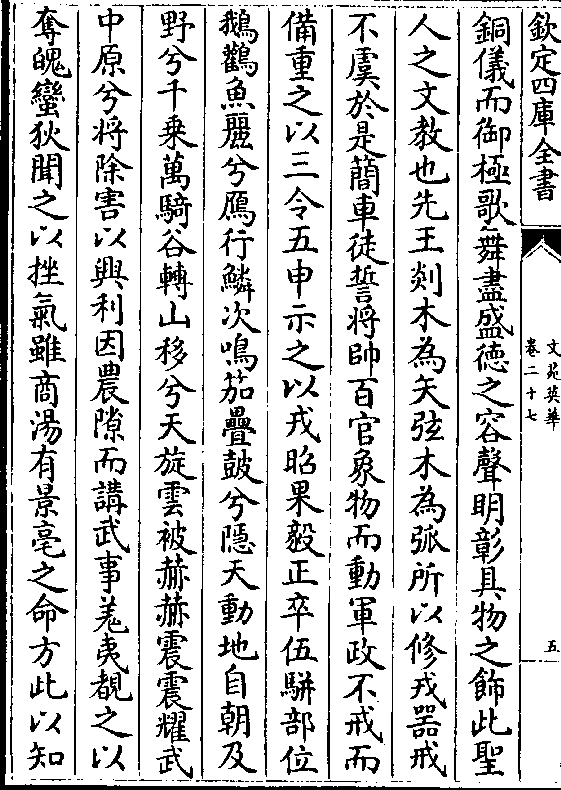 欽定四庫全書
文苑英華
卷二十七
五
銅儀而御極歌舞盡盛徳之容聲明彰具物之飾此聖
人之文教也先王剡木為矢弦木為弧所以修戎器戒
不虞於是簡車徒誓將帥百官象物而動軍政不戒而
備重之以三令五申示之以戎昭果毅正卒伍駢部位
鵝鸛魚麗兮鴈行鱗次鳴笳疊鼓兮隱天動地自朝及
野兮千乗萬騎谷轉山移兮天旋雲被赫赫震震耀武
中原兮将除害以興利因農隙而講武事羌夷覩之以
奪魄蠻狄聞之以挫氣雖商湯有景亳之命方此以知